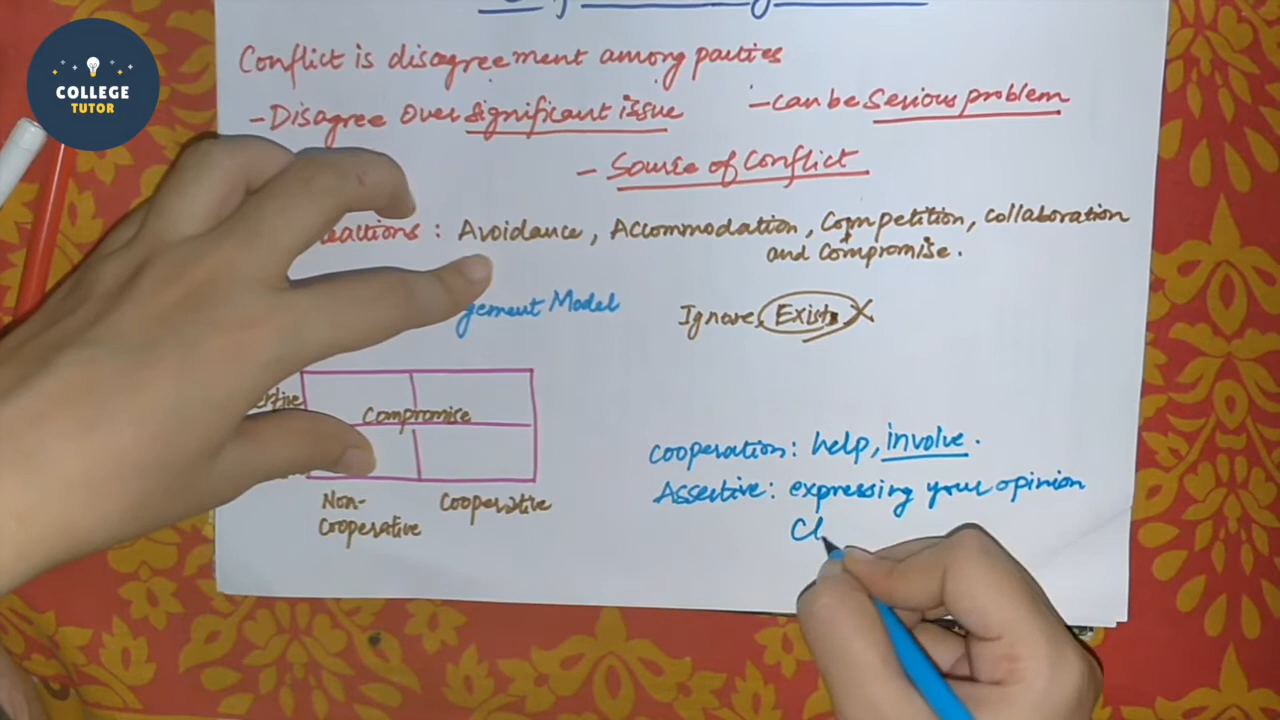 COLLEGE
TUTOR
Conflict is disagreement among parties
- Disagree over significant issue
- can be serious problem
- Source of Conflict
: Avoidance, Accommodation, Competition, collaboration
and Compromise.
Model
Ignore, Exists X
Compromise
Non-
Cooperative
Cooperative
cooperation: help, involve.
Assertive: expressing your opinion
Cl